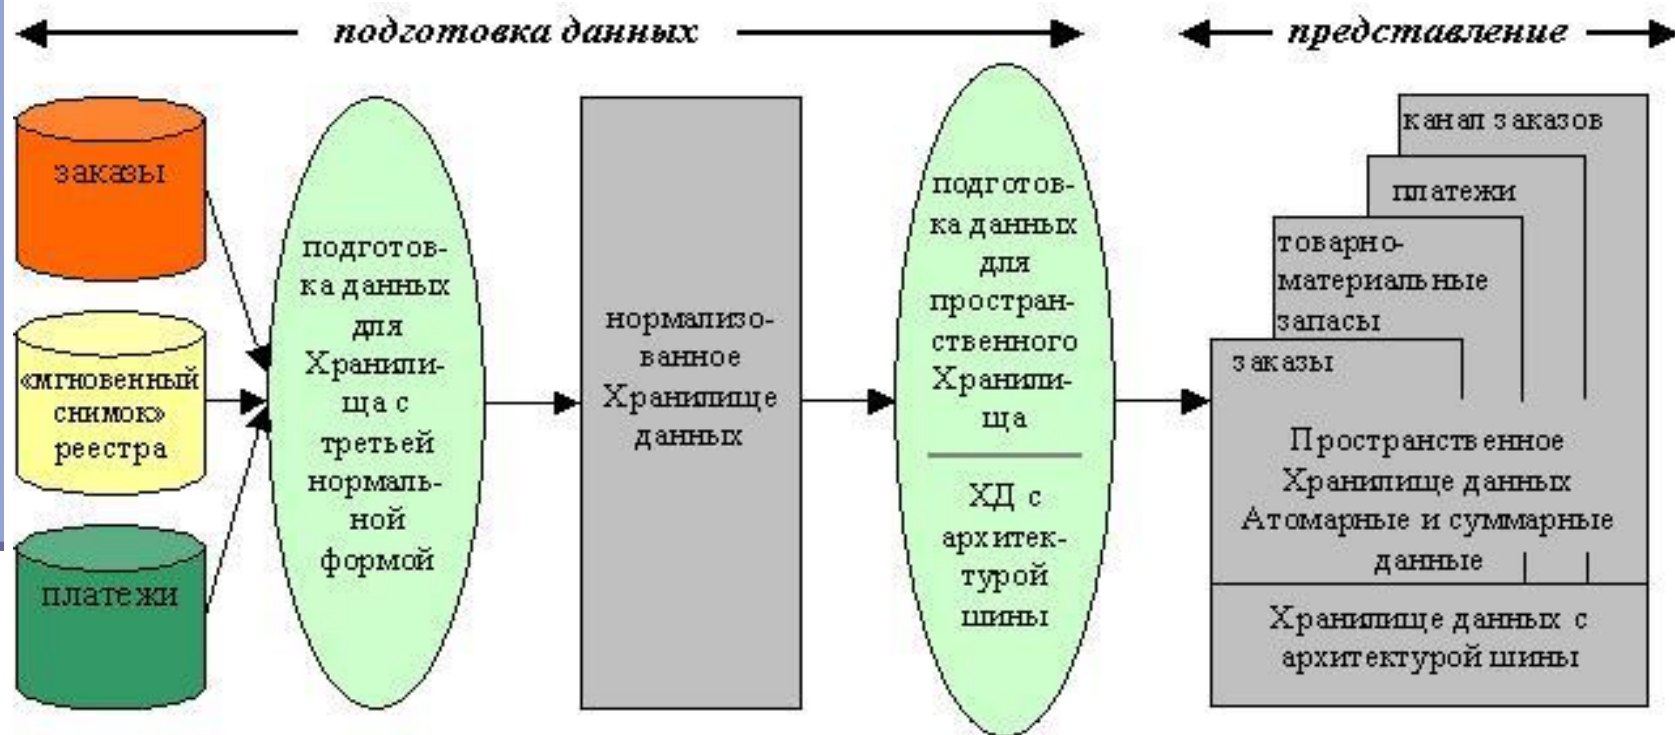 подготовка данных
представление
заказы
«мгновенный
снимок»
реестра
платежи
подготов-
ка данных
для
Хранили-
ща с
третьей
нормаль-
ной
формой
нормализо-
ванное
Хранилище
данных
подготов-
ка данных
для
простран-
ственного
Хранили-
ща
ХД с
архитек-
турой
шины
канал заказов
платежи
товарно-
материальные
запасы
заказы
Пространственное
Хранилище данных
Атомарные и суммарные
данные
Хранилище данных с
архитектурой шины